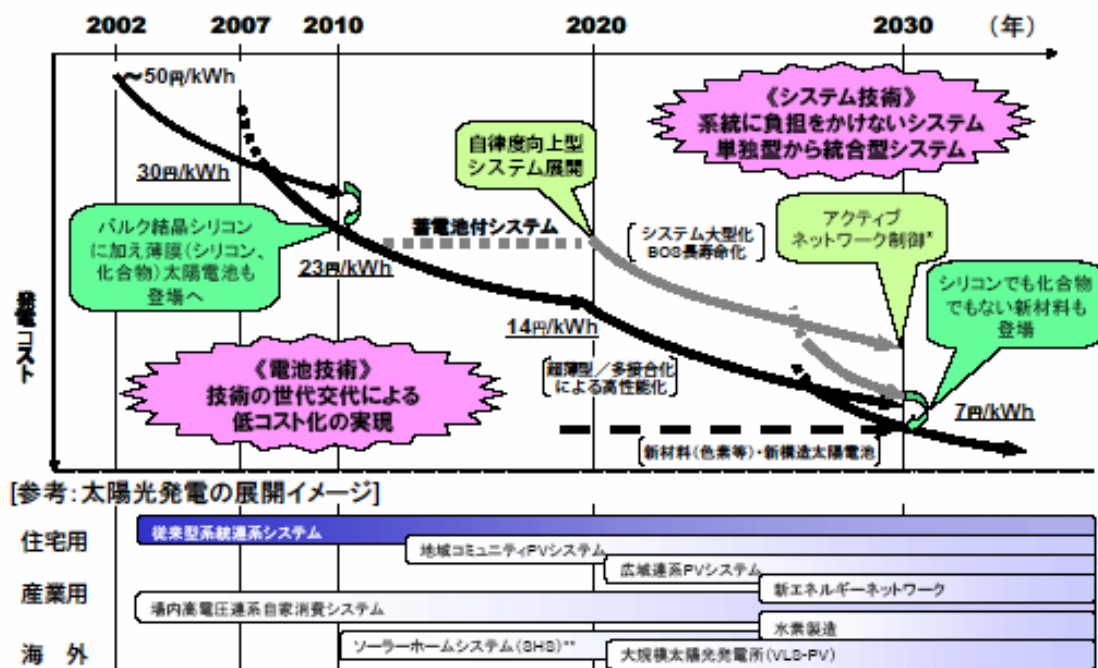 2002 2007 2010 2020 2030 (年)
～50円/kWh
30円/kWh
バルク結晶シリコン
に加え薄膜(シリコン、
化合物)太陽電池も
登場へ
23円/kWh
蓄電池付システム
自律度向上型
システム展開
《システム技術》
系統に負担をかけないシステム
単独型から統合型システム
システム大型化
BOS長寿命化
アクティブ
ネットワーク制御*
シリコンでも化合物
でもない新材料も
登場
発電コスト
14円/kWh
超薄型／多接合化
による高性能化
《電池技術》
技術の世代交代による
低コスト化の実現
7円/kWh
新材料(色素等)・新構造太陽電池
[参考:太陽光発電の展開イメージ]
住宅用
従来型系統連系システム
地域コミュニティPVシステム
広域連系PVシステム
産業用
新エネルギーネットワーク
場内高電圧連系自家消費システム
水素製造
海 外
ソーラーホームシステム(SHS)**
大規模太陽光発電所(VLS-PV)